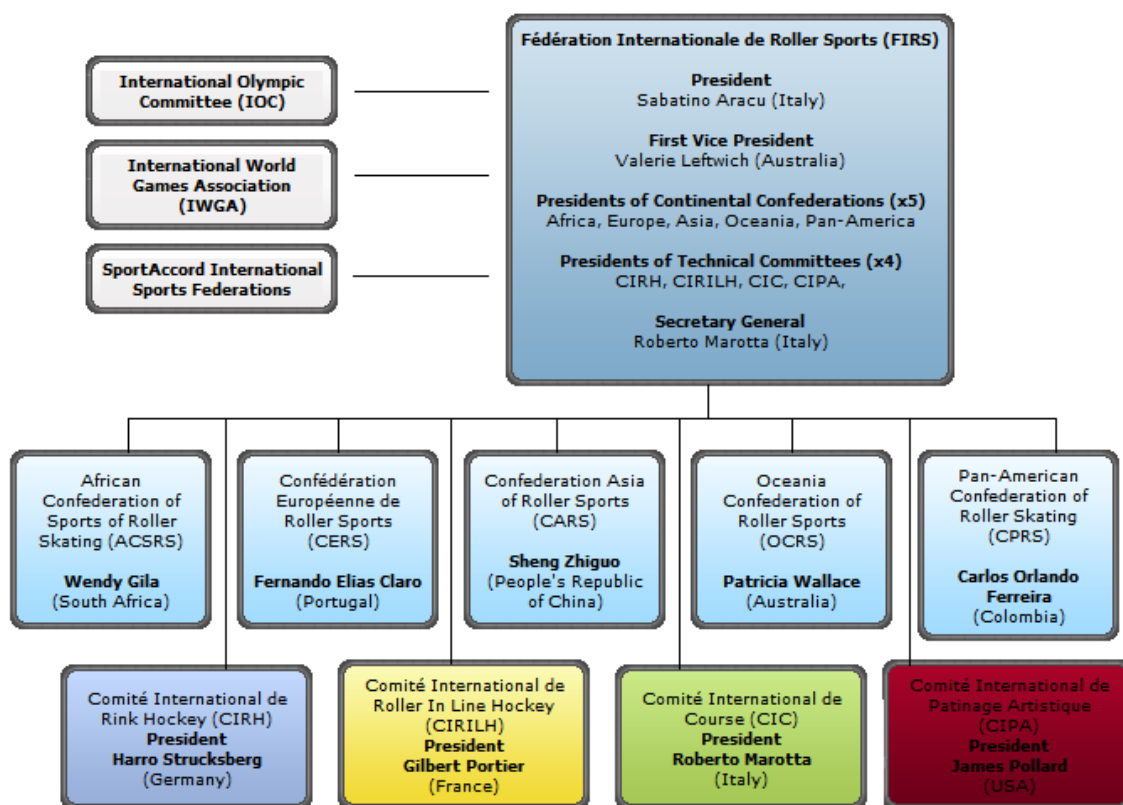 Fédération Internationale de Roller Sports (FIRS)
President
Sabatino Aracu (Italy)
First Vice President
Valerie Leftwich (Australia)
Presidents of Continental Confederations (x5)
Africa, Europe, Asia, Oceania, Pan-America
Presidents of Technical Committees (x4)
CIRH, CIRILH, CIC, CIPA,
Secretary General
Roberto Marotta (Italy)
International Olympic
Committee (IOC)
International World
Games Association
(IWGA)
SportAccord International
Sports Federations
African
Confederation of
Sports of Roller
Skating (ACSRS)
Wendy Gila
(South Africa)
Confédération
Européenne de
Roller Sports
(CERS)
Fernando Elias Claro
(Portugal)
Confederation Asia
of Roller Sports
(CARS)
Sheng Zhiguo
(People's Republic
of China)
Oceania
Confederation of
Roller Sports
(OCRS)
Patricia Wallace
(Australia)
Pan-American
Confederation of
Roller Skating
(CPRS)
Carlos Orlando
Ferreira
(Colombia)
Comité International de
Rink Hockey (CIRH)
President
Harro Strucksberg
(Germany)
Comité International de
Roller In Line Hockey
(CIRILH)
President
Gilbert Portier
(France)
Comité International de
Course (CIC)
President
Roberto Marotta
(Italy)
Comité International de
Patinage Artistique
(CIPA)
President
James Pollard
(USA)